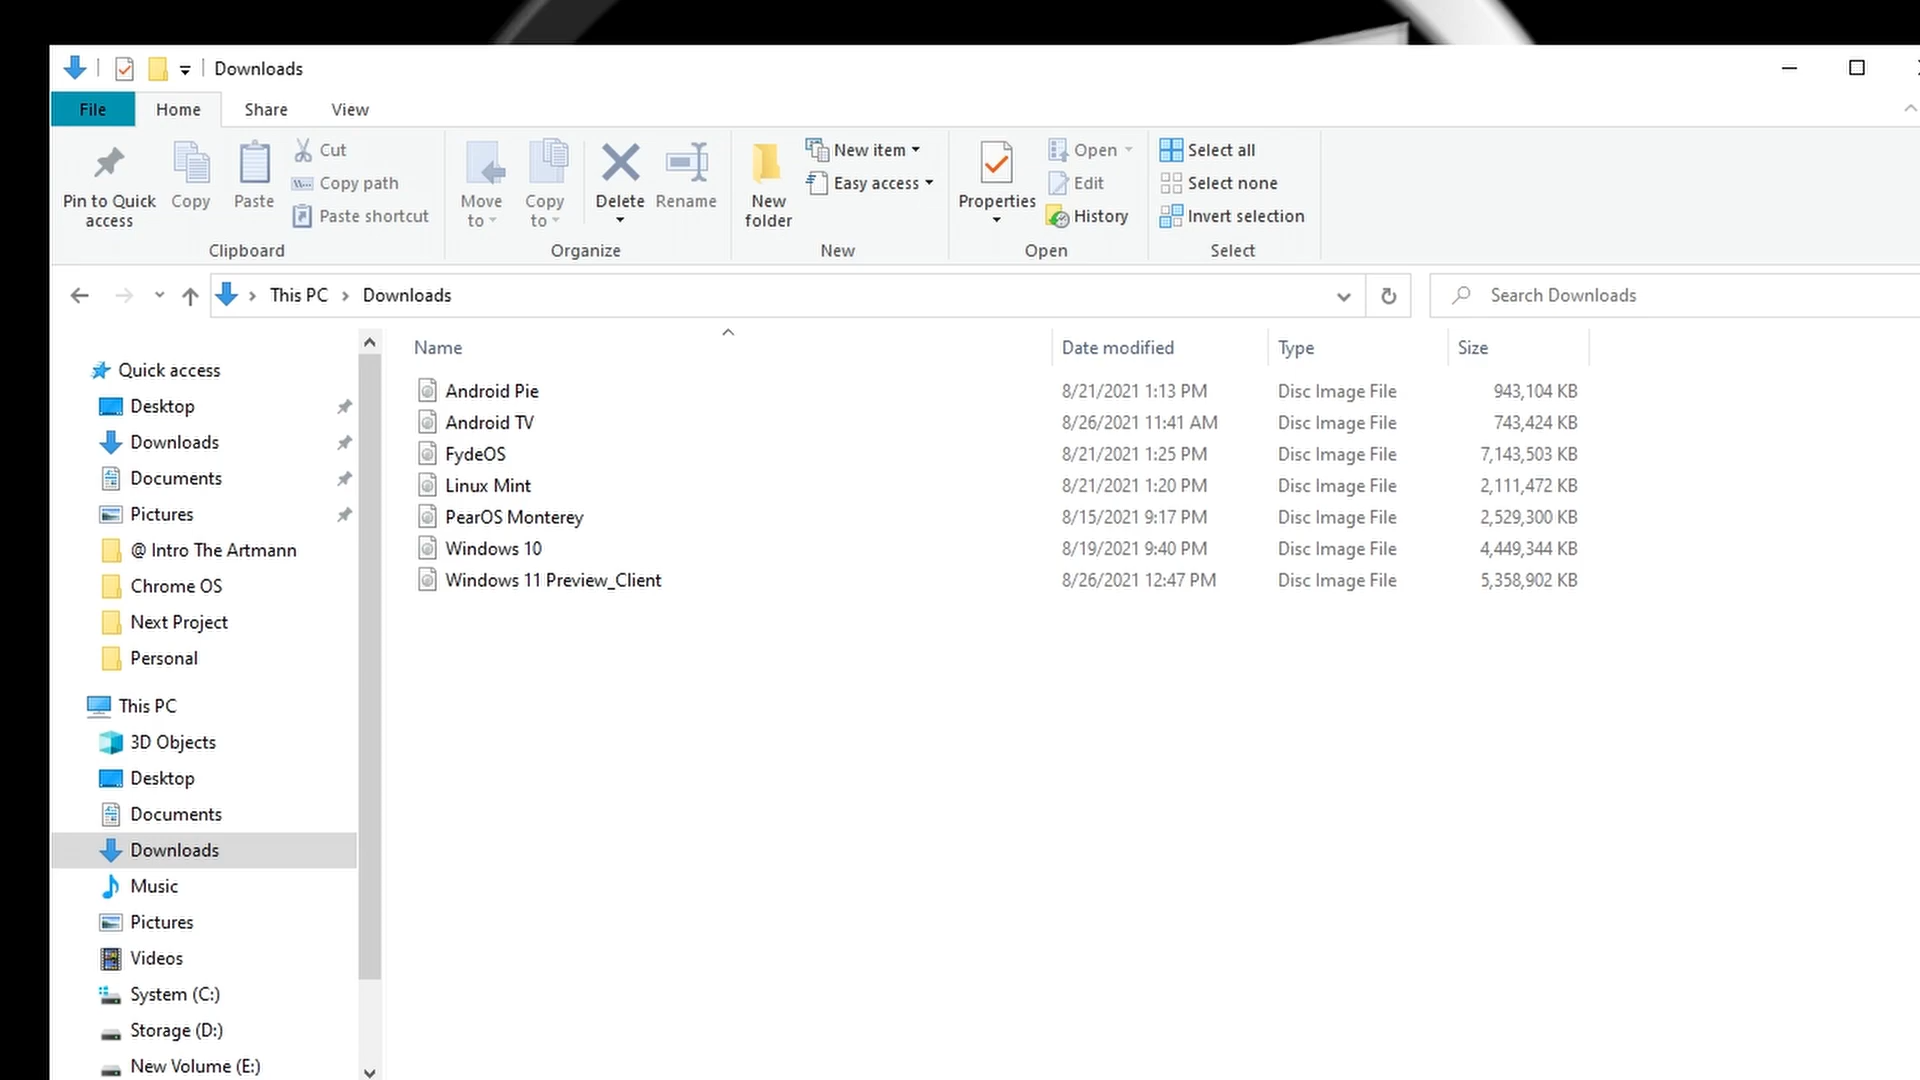 Downloads
File Home Share View
Pin to Quick access
Copy
Paste
Cut
Copy path
Paste shortcut
Clipboard
Move to
Copy to
Delete
Rename
Organize
New folder
New item
Easy access
New
Properties
Open
Edit
History
Open
Select all
Select none
Invert selection
Select
This PC > Downloads
Search Downloads
Quick access
Desktop
Downloads
Documents
Pictures
@ Intro The Artmann
Chrome OS
Next Project
Personal
This PC
3D Objects
Desktop
Documents
Downloads
Music
Pictures
Videos
System (C:)
Storage (D:)
New Volume (E:)
Name Date modified Type Size
Android Pie 8/21/2021 1:13 PM Disc Image File 943,104 KB
Android TV 8/26/2021 11:41 AM Disc Image File 743,424 KB
FydeOS 8/21/2021 1:25 PM Disc Image File 7,143,503 KB
Linux Mint 8/21/2021 1:20 PM Disc Image File 2,111,472 KB
PearOS Monterey 8/15/2021 9:17 PM Disc Image File 2,529,300 KB
Windows 10 8/19/2021 9:40 PM Disc Image File 4,449,344 KB
Windows 11 Preview_Client 8/26/2021 12:47 PM Disc Image File 5,358,902 KB